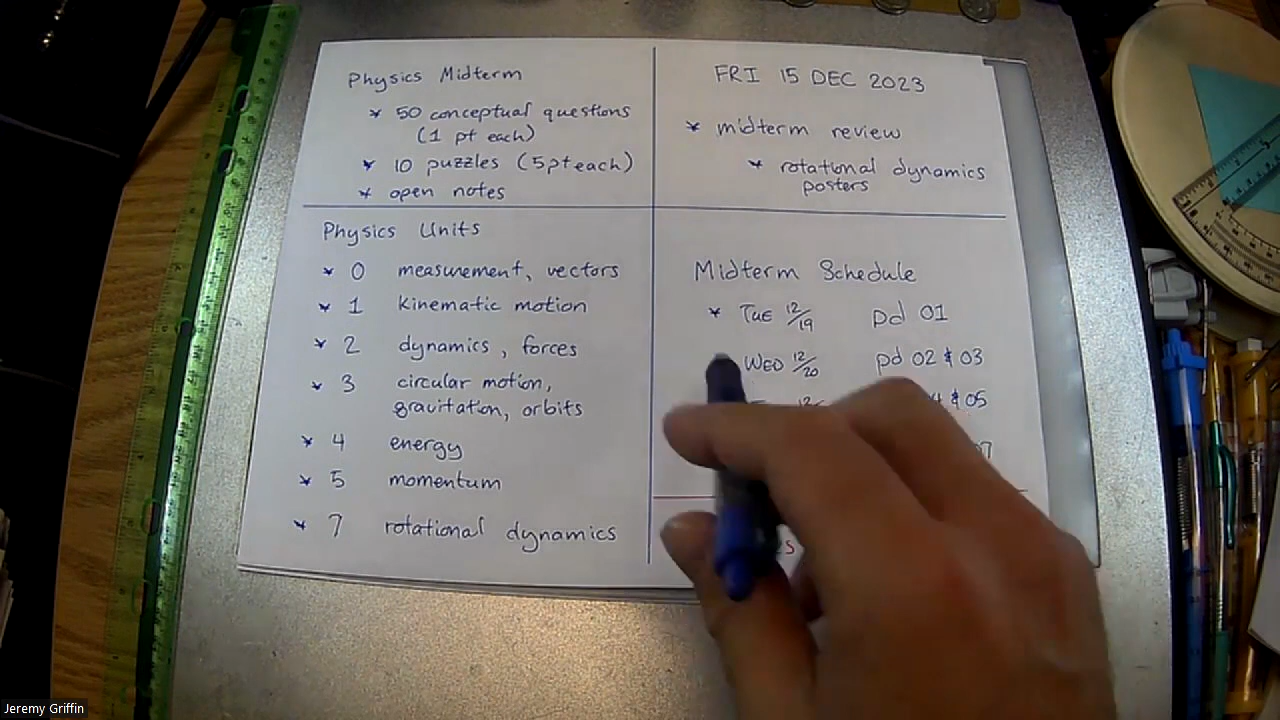 Physics Midterm
* 50 conceptual questions
(1 pt each)
* 10 puzzles (5pt each)
* open notes
FRI 15 DEC 2023
* midterm review
* rotational dynamics
posters
Physics Units
* 0 measurement, vectors
* 1 kinematic motion
* 2 dynamics, forces
* 3 circular motion,
gravitation, orbits
* 4 energy
* 5 momentum
* 7 rotational dynamics
Midterm Schedule
* TUE 12/19 pd 01
WED 12/20 pd 02 & 03
& 05
Jeremy Griffin